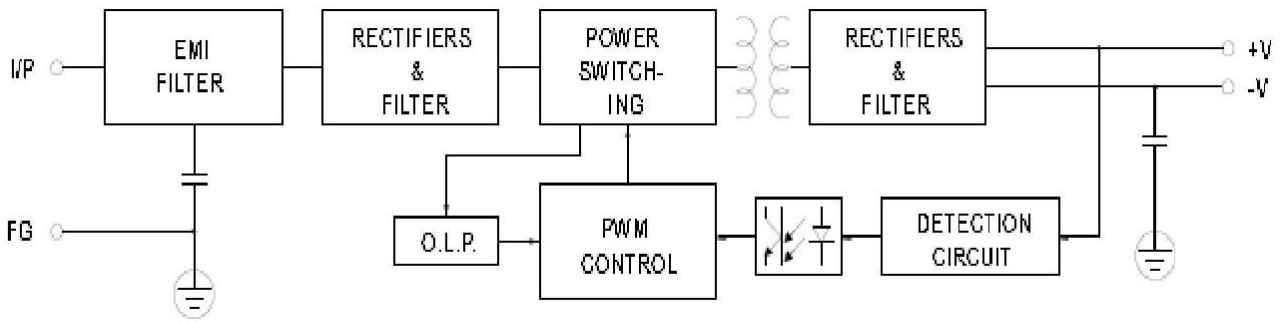 I/P
EMI
FILTER
RECTIFIERS
&
FILTER
POWER
SWITCH-
ING
RECTIFIERS
&
FILTER
+V
-V
FG
O.L.P.
PWM
CONTROL
DETECTION
CIRCUIT